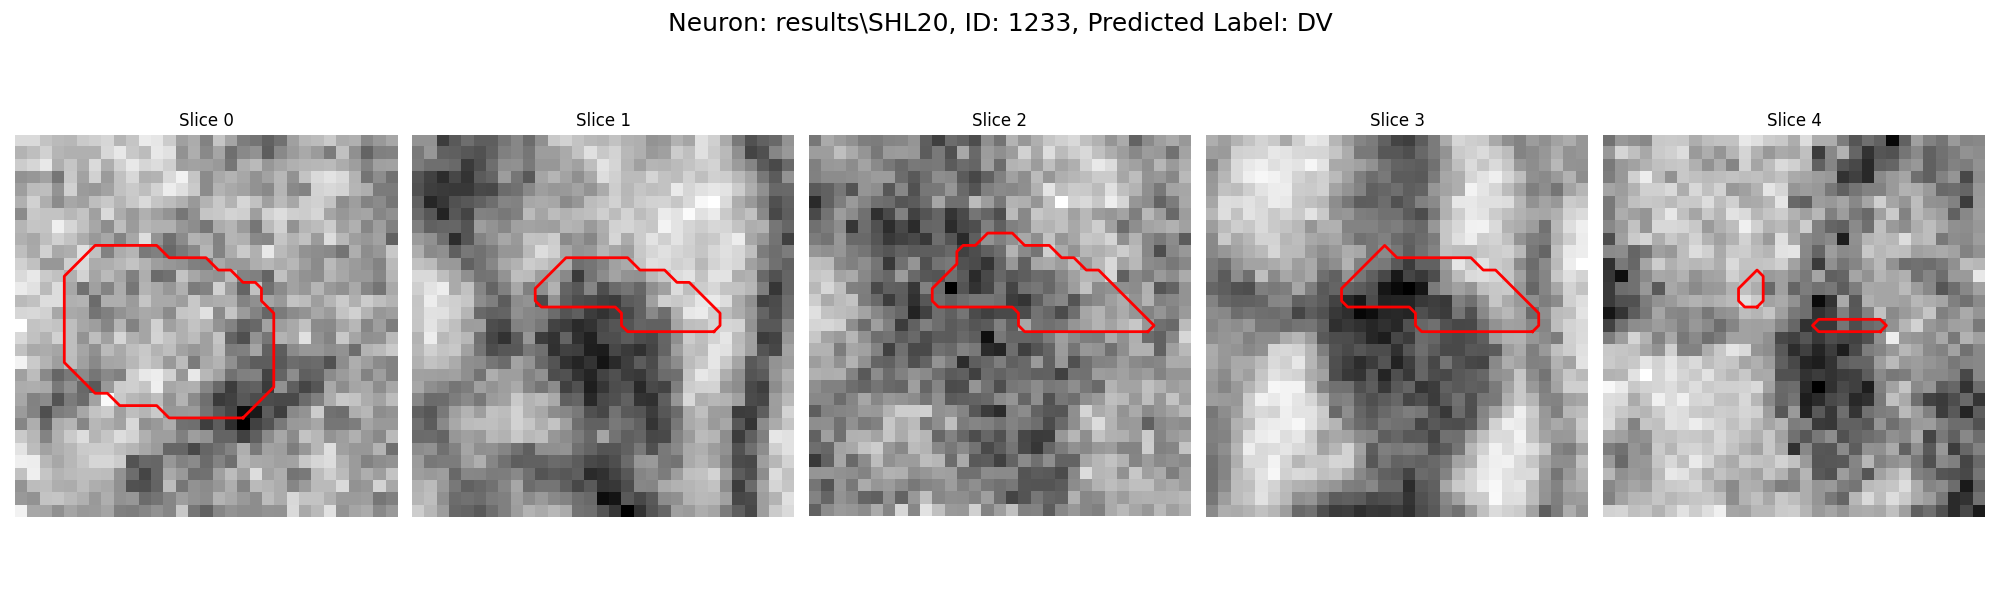 Neuron: results\SHL20, ID: 1233, Predicted Label: DV
Slice 0
Slice 1
Slice 2
Slice 3
Slice 4